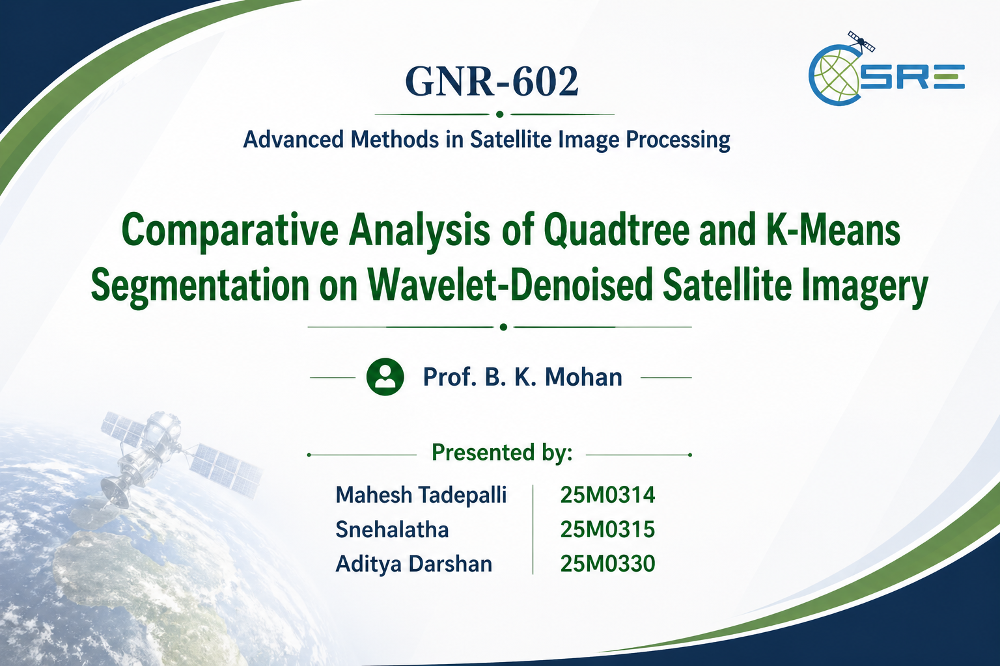 CSRE
GNR-602
Advanced Methods in Satellite Image Processing
Comparative Analysis of Quadtree and K-Means
Segmentation on Wavelet-Denoised Satellite Imagery
Prof. B. K. Mohan
Presented by:
Mahesh Tadepalli 25M0314
Snehalatha 25M0315
Aditya Darshan 25M0330